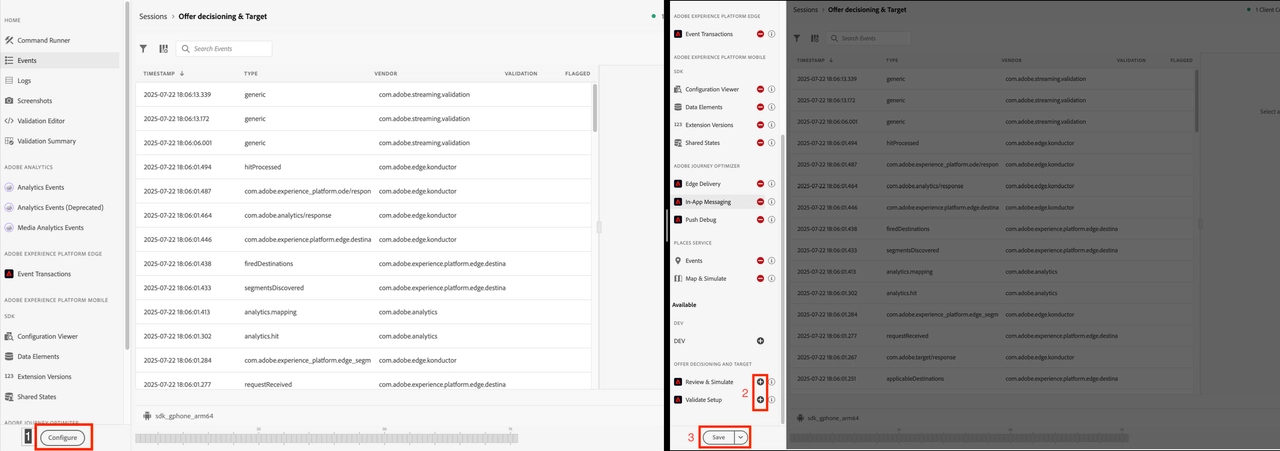 HOME
Command Runner
Events
Logs
Screenshots
Validation Editor
Validation Summary
ADOBE ANALYTICS
Analytics Events
Analytics Events (Deprecated)
Media Analytics Events
ADOBE EXPERIENCE PLATFORM EDGE
Event Transactions
ADOBE EXPERIENCE PLATFORM MOBILE
SDK
Configuration Viewer
Data Elements
123 Extension Versions
Shared States
ADOBE JOURNEY OPTIMIZER
1 Configure
Sessions > Offer decisioning & Target
Search Events
TIMESTAMP ↓ TYPE VENDOR VALIDATION FLAGGED
2025-07-22 18:06:13.339 generic com.adobe.streaming.validation
2025-07-22 18:06:13.172 generic com.adobe.streaming.validation
2025-07-22 18:06:06.001 generic com.adobe.streaming.validation
2025-07-22 18:06:01.494 hitProcessed com.adobe.edge.konductor
2025-07-22 18:06:01.487 com.adobe.experience_platform.ode/respon com.adobe.edge.konductor
2025-07-22 18:06:01.464 com.adobe.analytics/response com.adobe.edge.konductor
2025-07-22 18:06:01.446 com.adobe.experience.platform.edge.destina com.adobe.edge.konductor
2025-07-22 18:06:01.438 firedDestinations com.adobe.experience.platform.edge.destina
2025-07-22 18:06:01.433 segmentsDiscovered com.adobe.experience.platform.edge.destina
2025-07-22 18:06:01.413 analytics.mapping com.adobe.analytics
2025-07-22 18:06:01.302 analytics.hit com.adobe.analytics
2025-07-22 18:06:01.284 com.adobe.experience_platform.edge_segm com.adobe.edge.konductor
2025-07-22 18:06:01.277 requestReceived com.adobe.experience.platform.edge.destina
sdk_gphone_arm64
ADOBE EXPERIENCE PLATFORM EDGE
Event Transactions
ADOBE EXPERIENCE PLATFORM MOBILE
SDK
Configuration Viewer
Data Elements
123 Extension Versions
Shared States
ADOBE JOURNEY OPTIMIZER
Edge Delivery
In-App Messaging
Push Debug
PLACES SERVICE
Events
Map & Simulate
Available
DEV
DEV
OFFER DECISIONING AND TARGET
Review & Simulate
2
Validate Setup
3 Save
Sessions > Offer decisioning & Target
1 Client Co
Search Events
TIMESTAMP ↓ TYPE VENDOR VALIDATION FLAGGED
2025-07-22 18:06:13.339 generic com.adobe.streaming.validation
2025-07-22 18:06:13.172 generic com.adobe.streaming.validation
Select a
2025-07-22 18:06:06.001 generic com.adobe.streaming.validation
2025-07-22 18:06:01.494 hitProcessed com.adobe.edge.konductor
2025-07-22 18:06:01.487 com.adobe.experience_platform.ode/respon com.adobe.edge.konductor
2025-07-22 18:06:01.464 com.adobe.analytics/response com.adobe.edge.konductor
2025-07-22 18:06:01.446 com.adobe.experience.platform.edge.destina com.adobe.edge.konductor
2025-07-22 18:06:01.438 firedDestinations com.adobe.experience.platform.edge.destina
2025-07-22 18:06:01.433 segmentsDiscovered com.adobe.experience.platform.edge.destina
2025-07-22 18:06:01.413 analytics.mapping com.adobe.analytics
2025-07-22 18:06:01.302 analytics.hit com.adobe.analytics
2025-07-22 18:06:01.284 com.adobe.experience_platform.edge_segm com.adobe.edge.konductor
2025-07-22 18:06:01.277 requestReceived com.adobe.experience.platform.edge.destina
2025-07-22 18:06:01.267 com.adobe.target/response com.adobe.edge.konductor
2025-07-22 18:06:01.251 applicableDestinations com.adobe.experience.platform.edge.destina
sdk_gphone_arm64